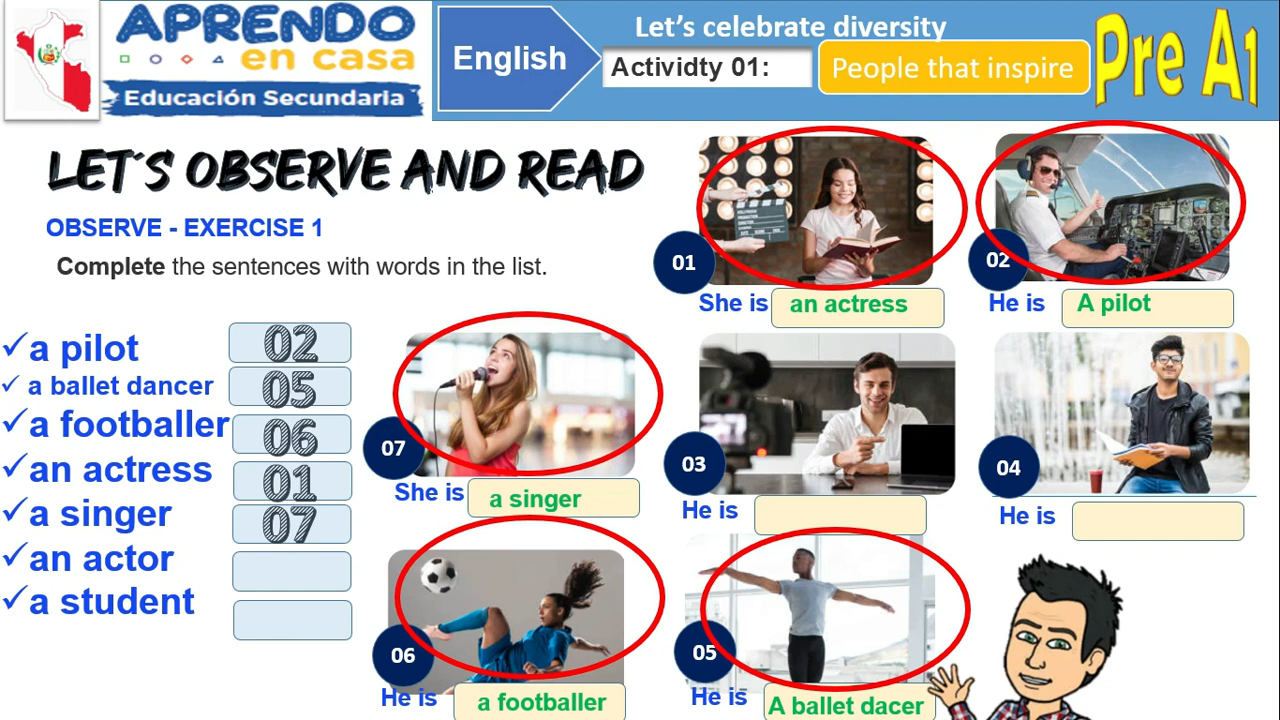 APRENDO
en casa
Educación Secundaria
English
Let's celebrate diversity
Actividty 01:
People that inspire
Pre A1
LET´S OBSERVE AND READ
OBSERVE - EXERCISE 1
Complete the sentences with words in the list.
✓a pilot 02
✓a ballet dancer 05
✓a footballer 06
✓an actress 01
✓a singer 07
✓an actor
✓a student
01
She is an actress
02
He is A pilot
07
She is a singer
03
He is
04
He is
06
He is a footballer
05
He is A ballet dacer